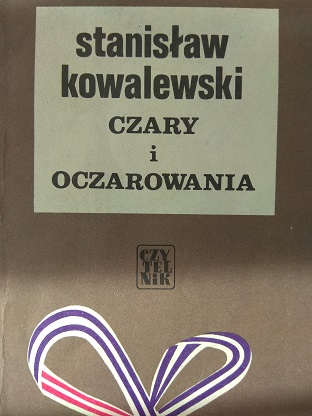 stanisław
kowalewski
CZARY
i
OCZAROWANIA
CZY
TEL
NiK